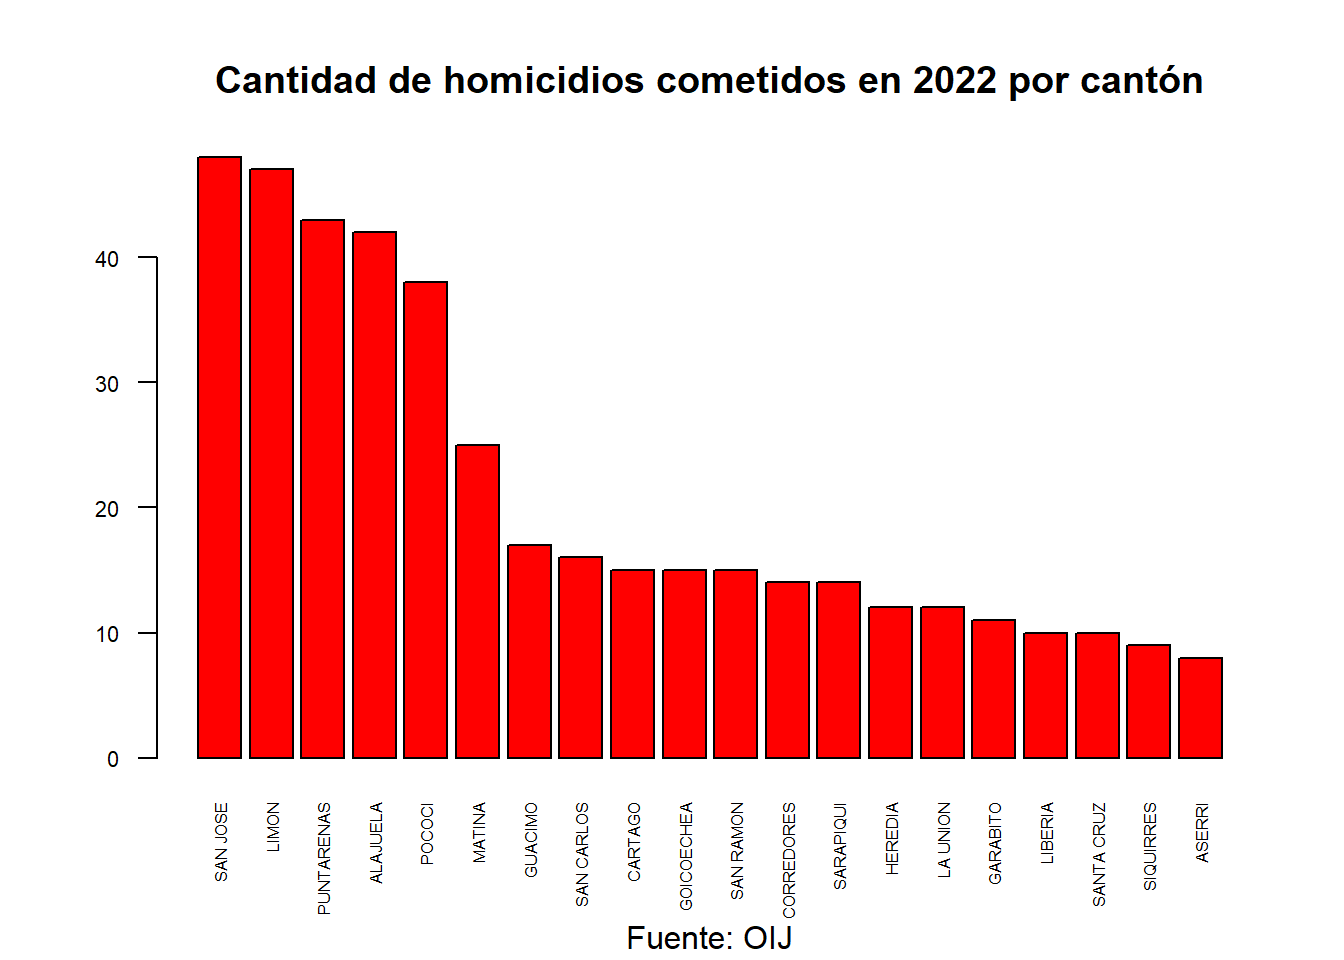 Cantidad de homicidios cometidos en 2022 por cantón
40
30
20
10
0
SAN JOSE
LIMON
PUNTARENAS
ALAJUELA
POCOCI
MATINA
GUACIMO
SAN CARLOS
CARTAGO
GOICOECHEA
SAN RAMON
CORREDORES
SARAPIQUI
HEREDIA
LA UNION
GARABITO
LIBERIA
SANTA CRUZ
SIQUIRRES
ASERRI
Fuente: OIJ